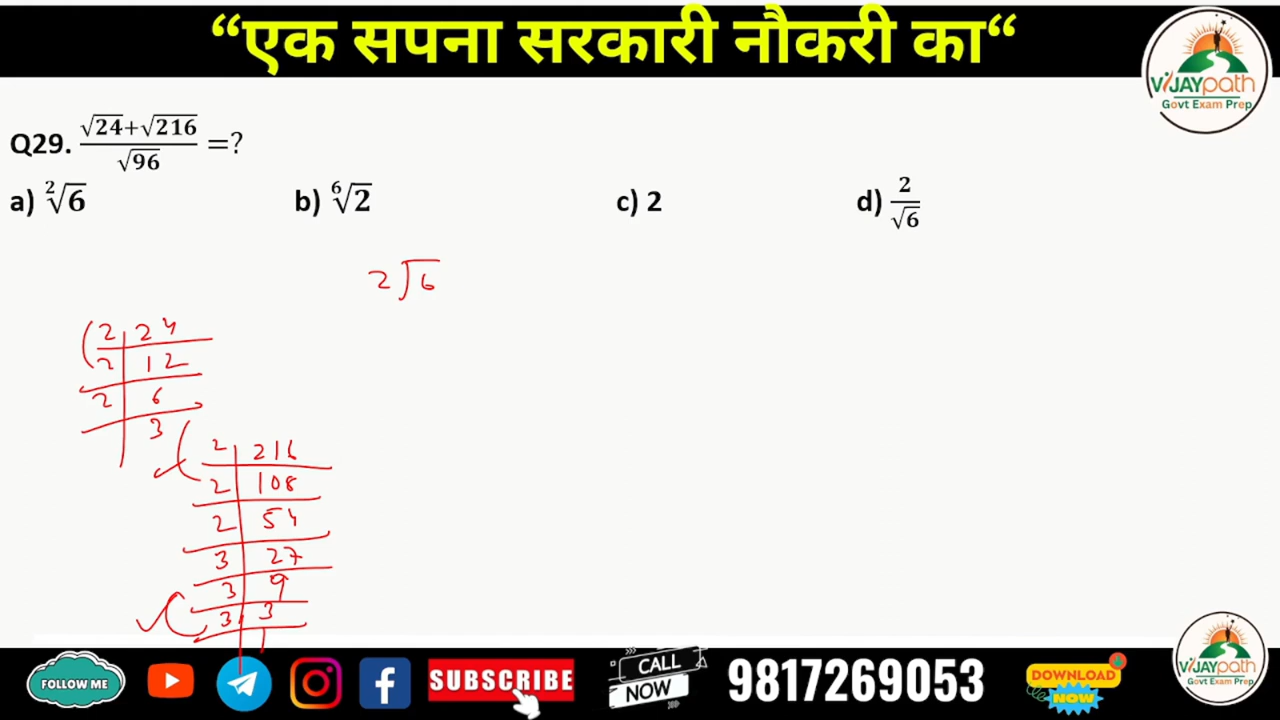 “एक सपना सरकारी नौकरी का“
VIJAYpath
Govt Exam Prep
Q29. (√24+√216)/√96 =?
a) ²√6 b) ⁶√2 c) 2 d) 2/√6
2√6
2 | 24
2 | 12
2 | 6
3
2 | 216
2 | 108
2 | 54
3 | 27
3 | 9
3 | 3
1
FOLLOW ME
SUBSCRIBE
CALL NOW
9817269053
DOWNLOAD NOW
VIJAYpath
Govt Exam Prep